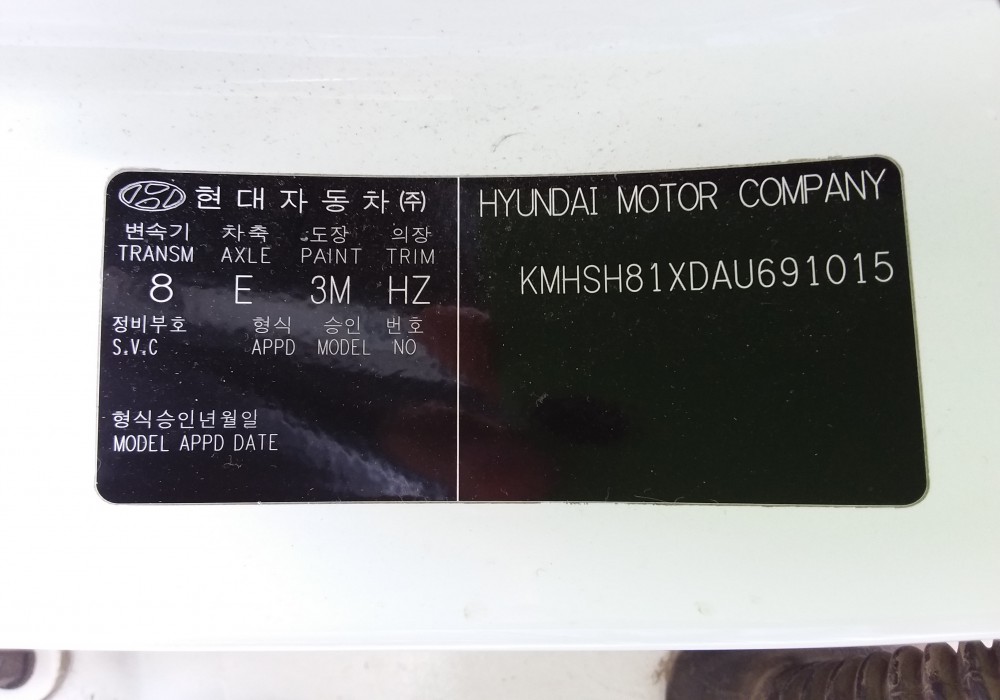 현대자동차㈜
변속기 차축 도장 의장
TRANSM AXLE PAINT TRIM
8 E 3M HZ
정비부호 형식 승인 번호
S.V.C APPD MODEL NO
형식승인년월일
MODEL APPD DATE
HYUNDAI MOTOR COMPANY
KMHSH81XDAU691015